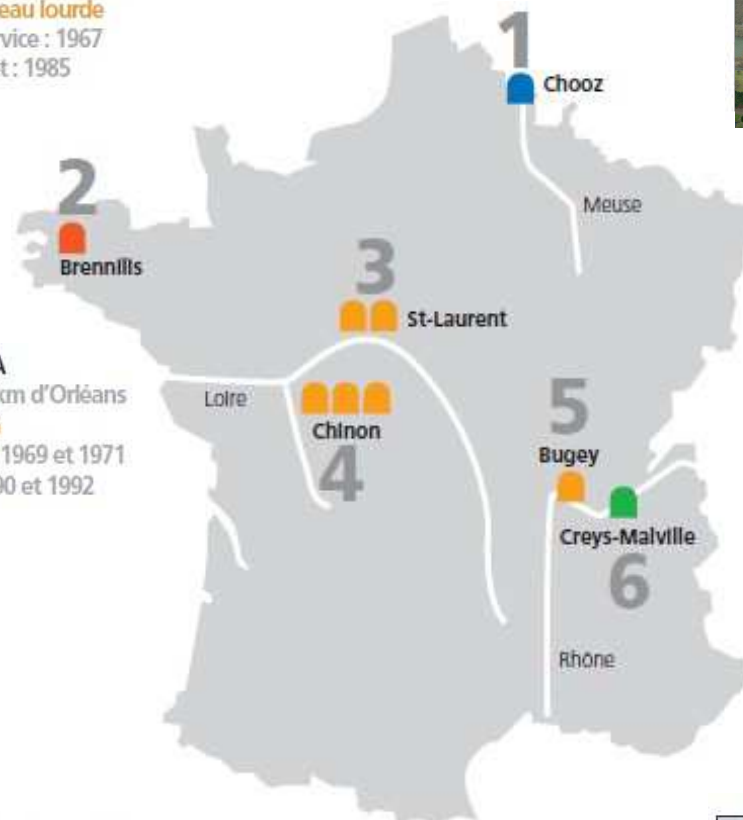 eau lourde
rvice : 1967
t : 1985
1
Chooz
Meuse
2
Brennilis
3
St-Laurent
A
km d'Orléans
1969 et 1971
90 et 1992
Loire
Chinon
4
5
Bugey
Creys-Malville
6
Rhône